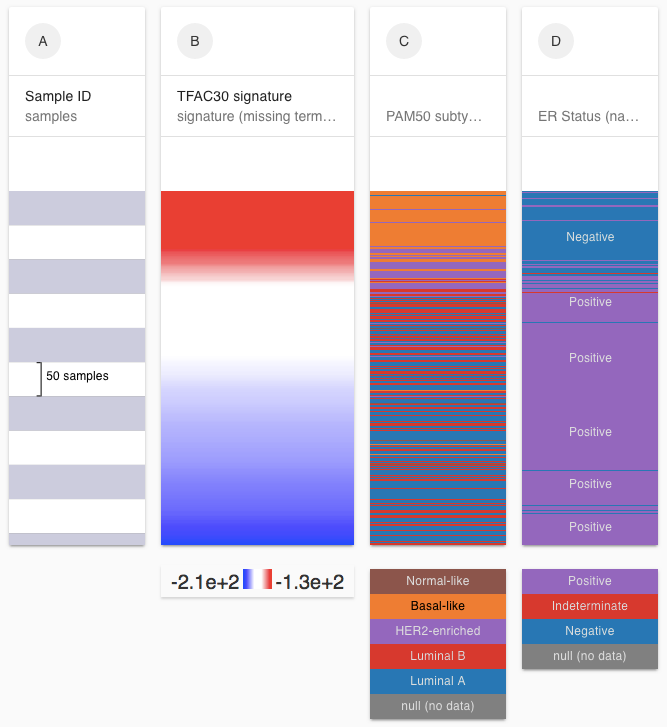 A
B
C
D
Sample ID
samples
TFAC30 signature
signature (missing term…
PAM50 subty…
ER Status (na…
Negative
Positive
50 samples
Positive
Positive
Positive
Positive
-2.1e+2
-1.3e+2
Normal-like
Basal-like
HER2-enriched
Luminal B
Luminal A
null (no data)
Positive
Indeterminate
Negative
null (no data)